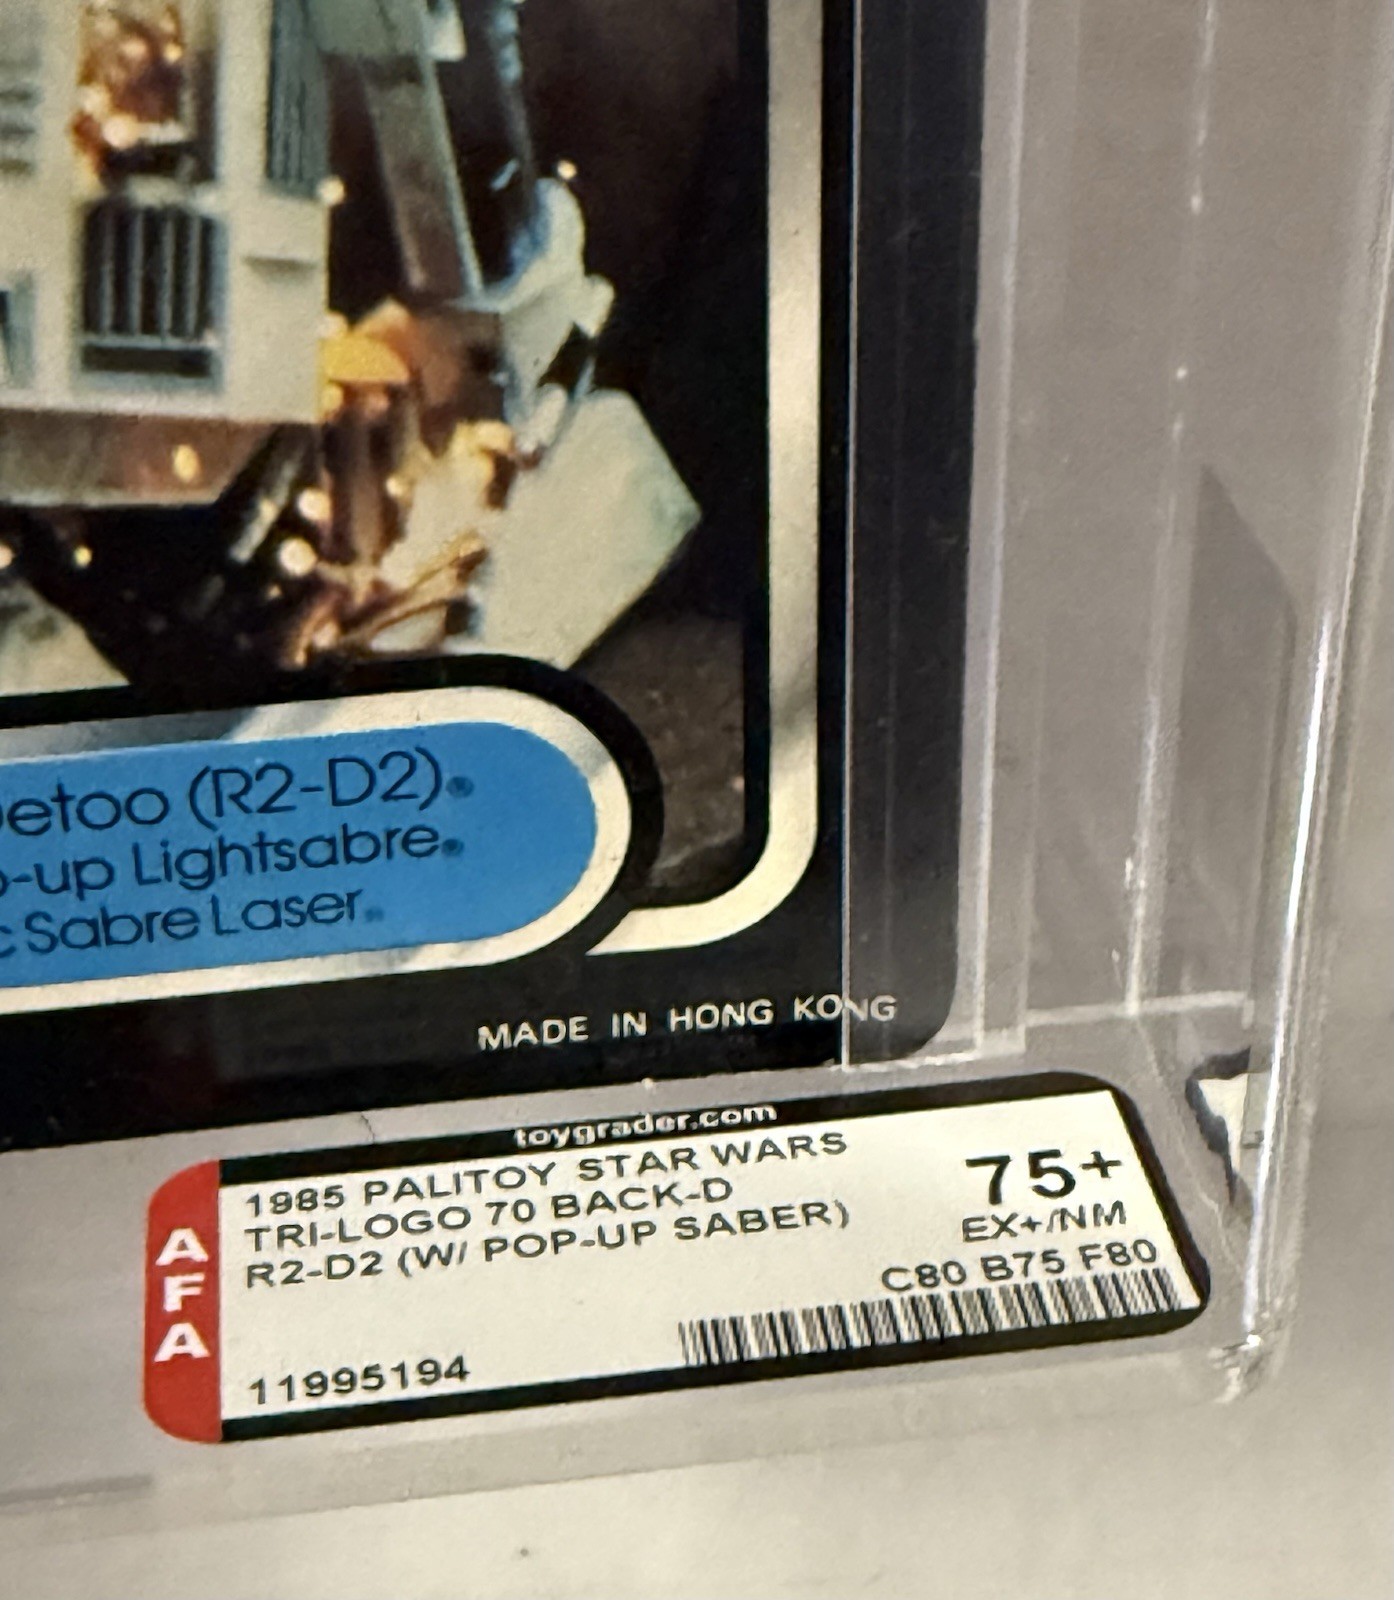 etoo (R2-D2)®
-up Lightsabre®
c Sabre Laser
MADE IN HONG KONG
toygrader.com
1985 PALITOY STAR WARS
TRI-LOGO 70 BACK-D
R2-D2 (W/ POP-UP SABER)
75+
EX+/NM
C80 B75 F80
11995194
AFA